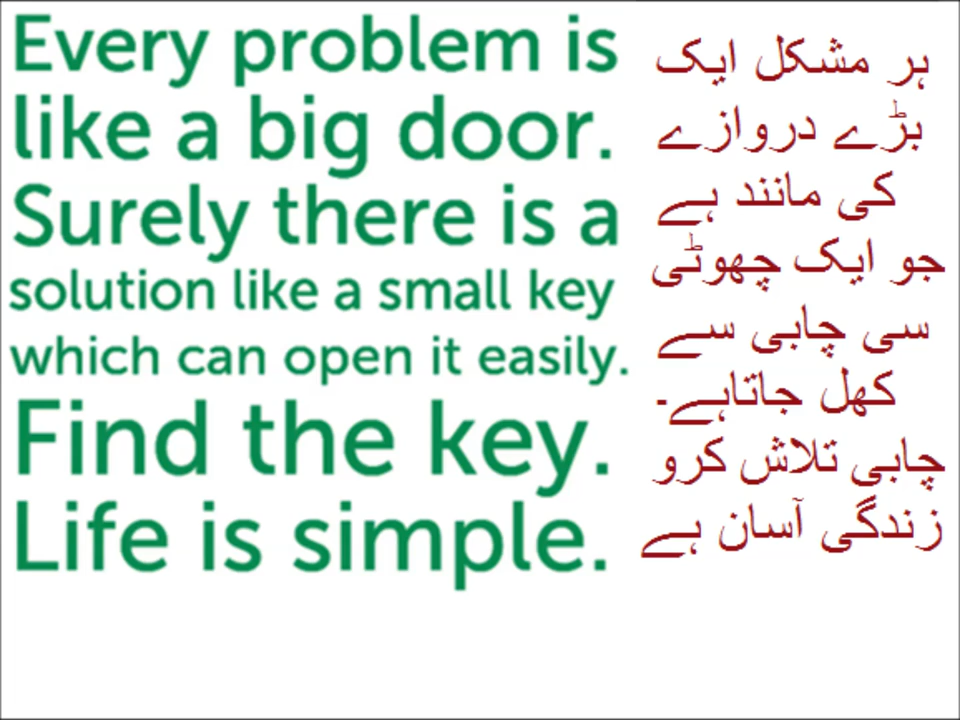 Every problem is
like a big door.
Surely there is a
solution like a small key
which can open it easily.
Find the key.
Life is simple.
ہر مشکل ایک
بڑے دروازے
کی مانند ہے
جو ایک چھوٹی
سی چابی سے
کھل جاتاہے۔
چابی تلاش کرو
زندگی آسان ہے